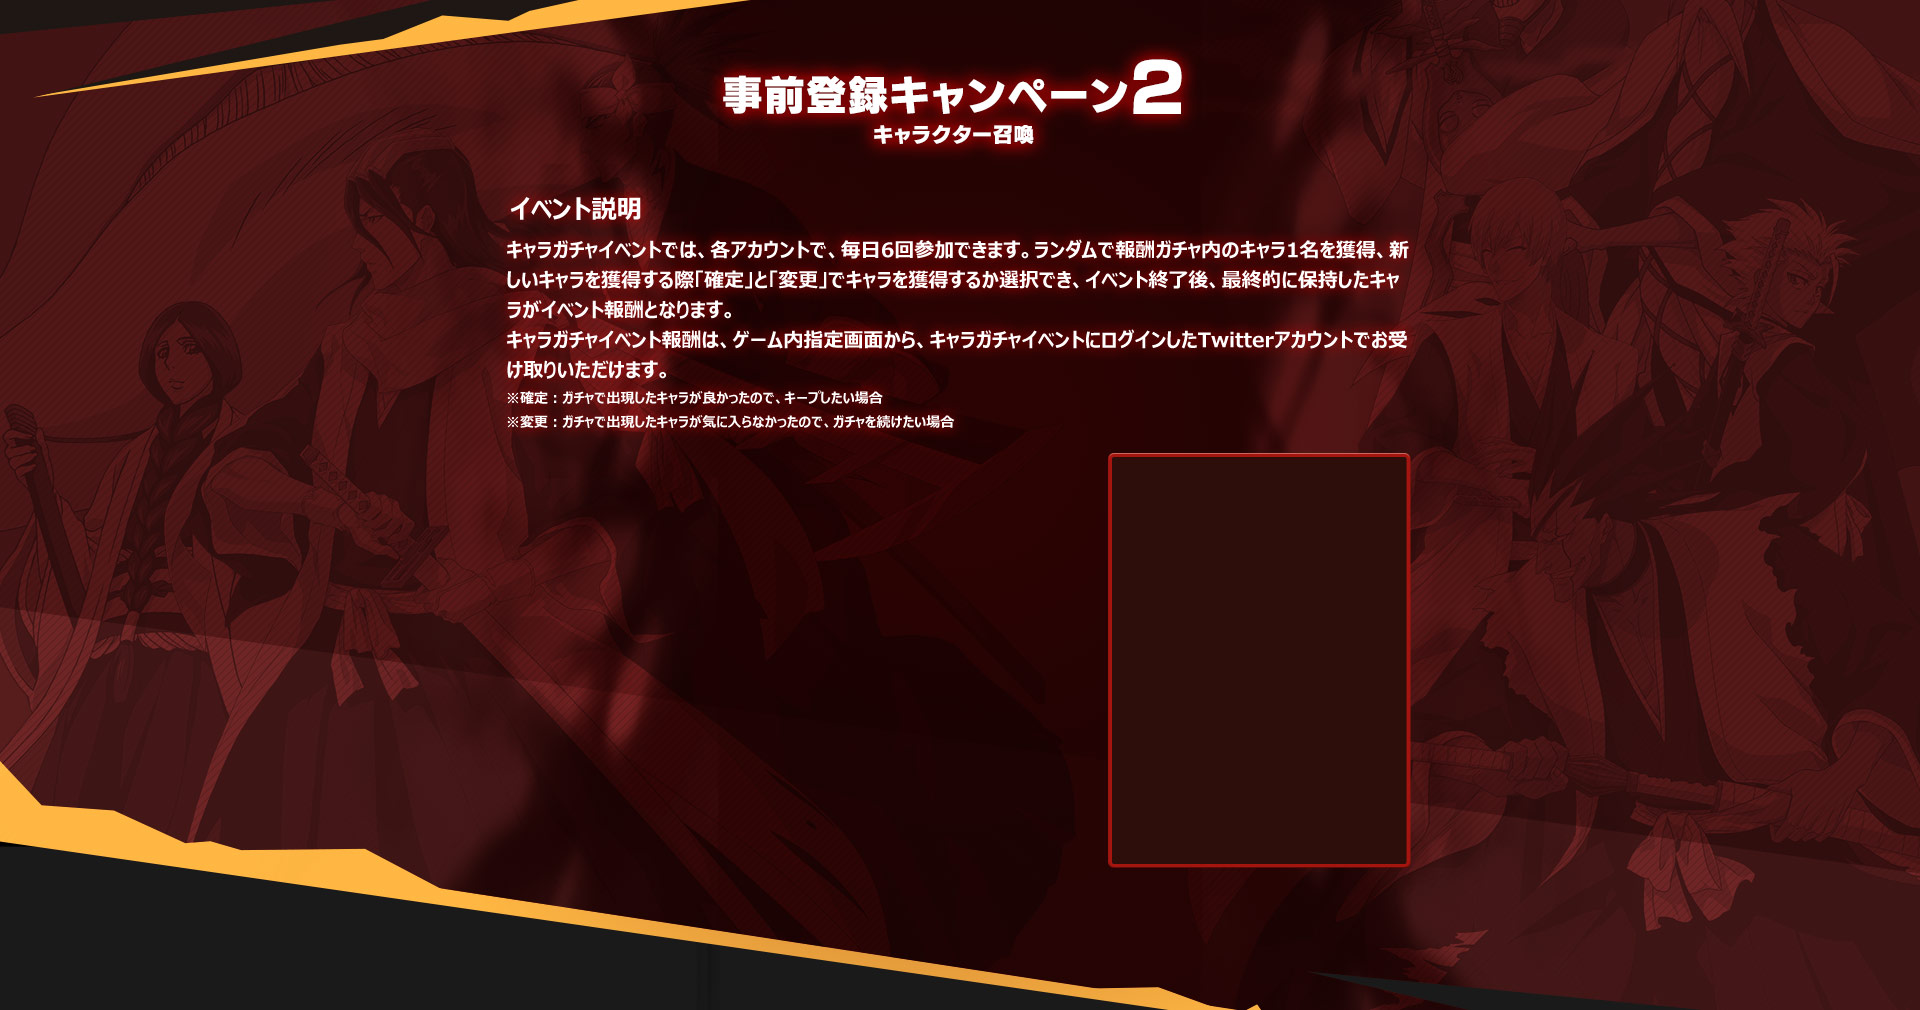 事前登録キャンペーン2
キャラクター召喚
イベント説明
キャラガチャイベントでは、各アカウントで、毎日6回参加できます。ランダムで報酬ガチャ内のキャラ1名を獲得、新
しいキャラを獲得する際「確定」と「変更」でキャラを獲得するか選択でき、イベント終了後、最終的に保持したキャ
ラがイベント報酬となります。
キャラガチャイベント報酬は、ゲーム内指定画面から、キャラガチャイベントにログインしたTwitterアカウントでお受
け取りいただけます。
※確定：ガチャで出現したキャラが良かったので、キープしたい場合
※変更：ガチャで出現したキャラが気に入らなかったので、ガチャを続けたい場合